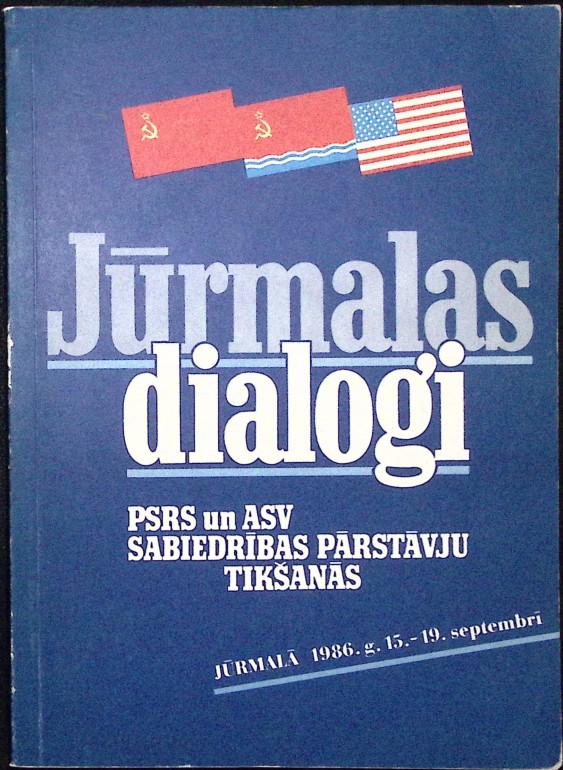 Jūrmalas
dialogi
PSRS un ASV
SABIEDRĪBAS PĀRSTĀVJU
TIKŠANĀS
JŪRMALĀ 1986. g. 15.-19. septembrī